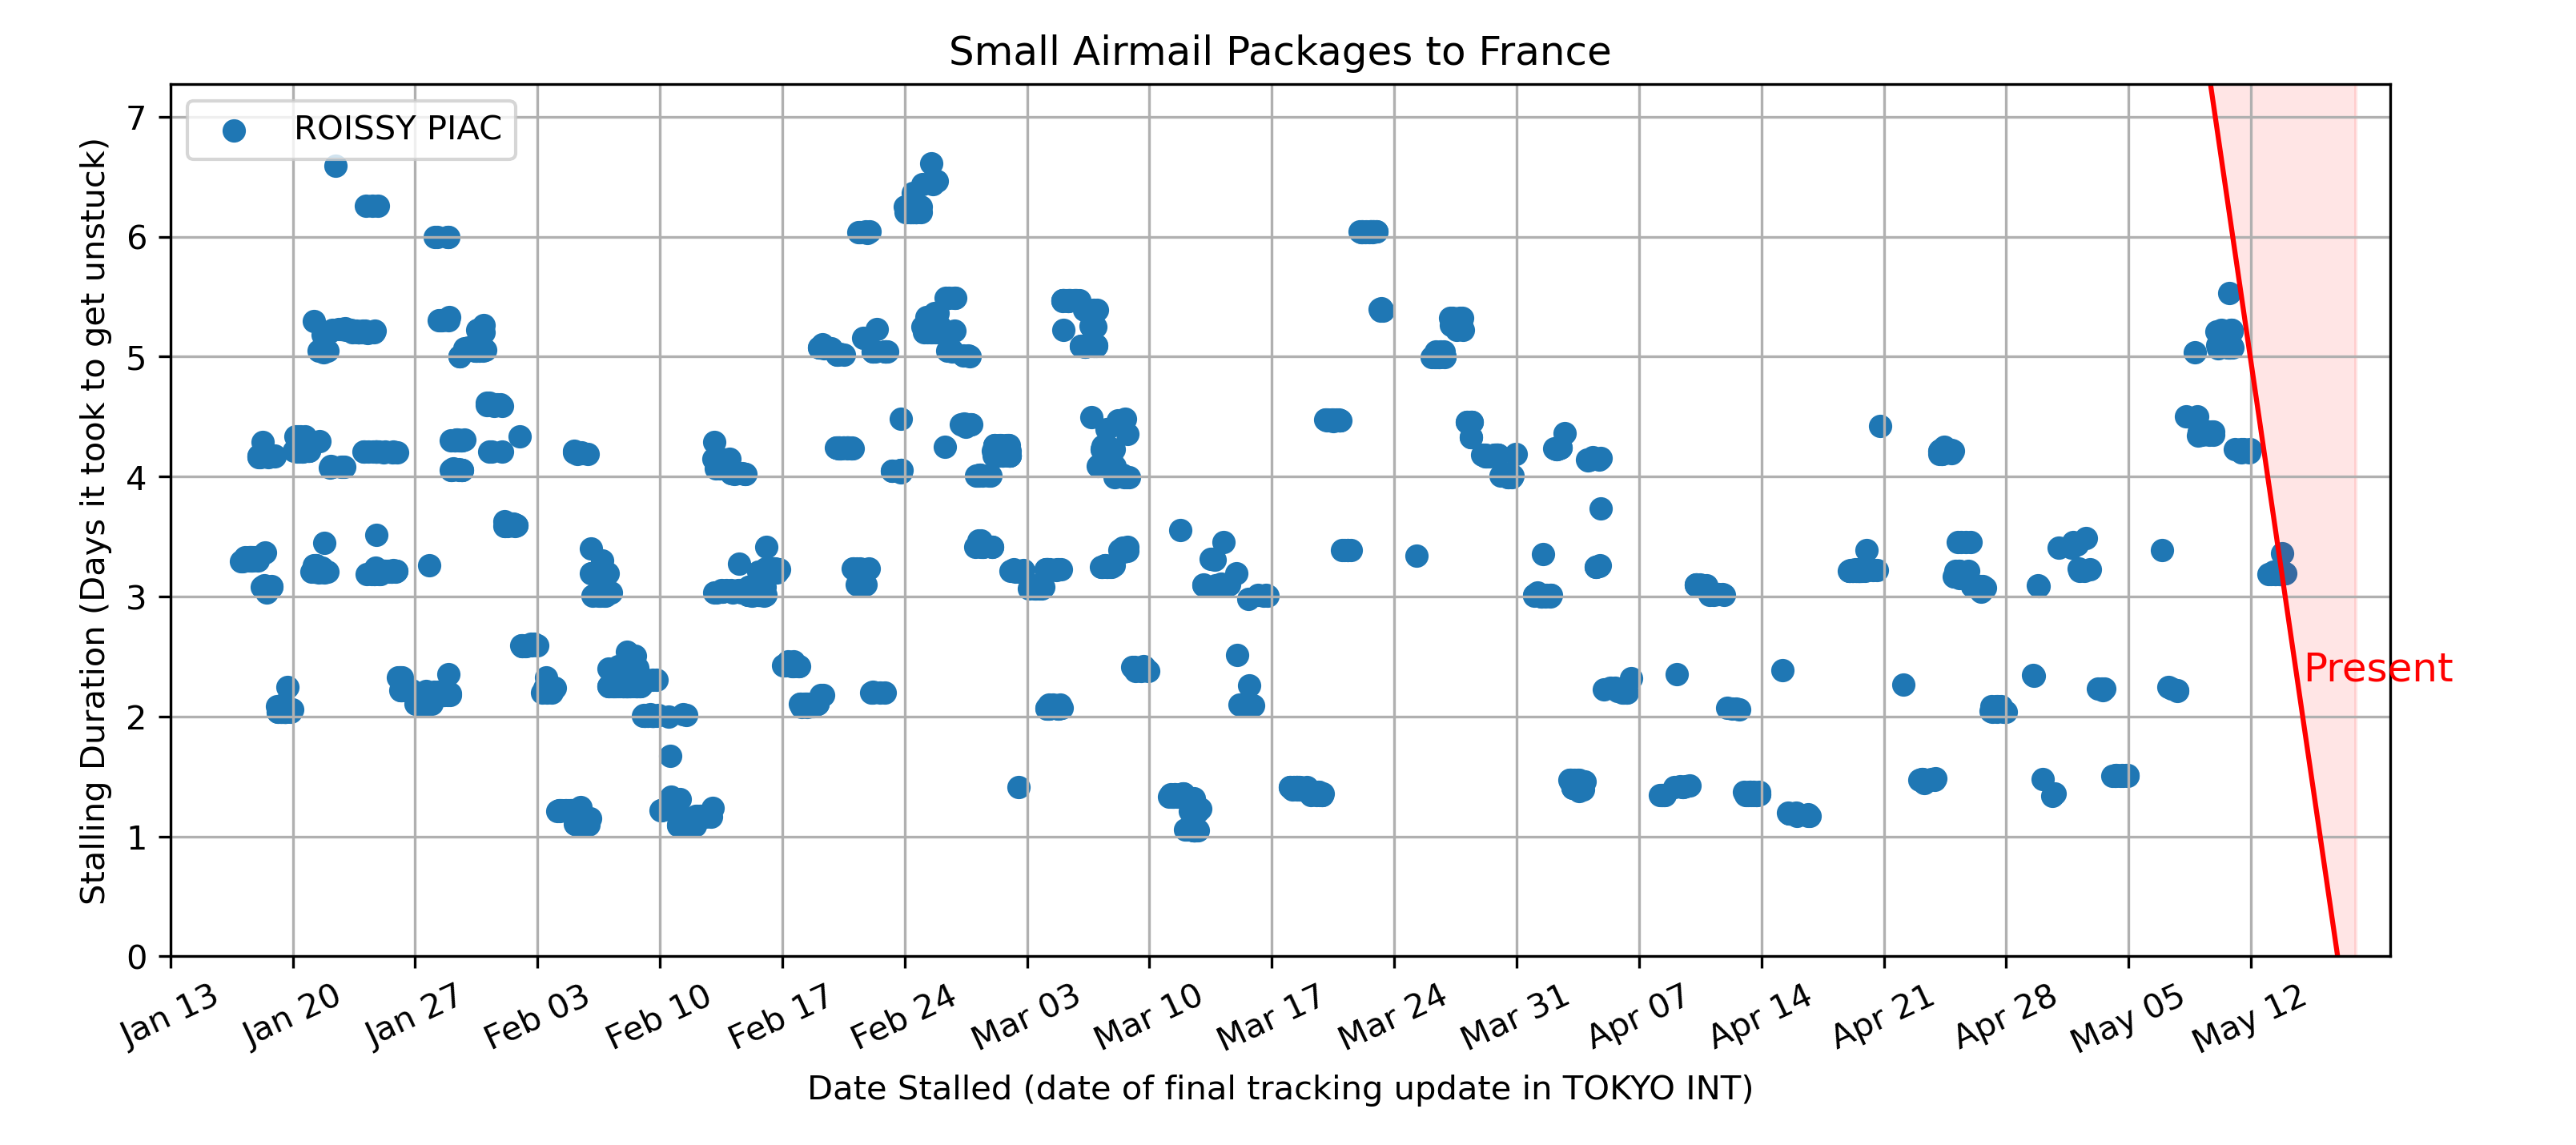 Small Airmail Packages to France
ROISSY PIAC
Stalling Duration (Days it took to get unstuck)
7
6
5
4
3
2
1
0
Present
Jan 13
Jan 20
Jan 27
Feb 03
Feb 10
Feb 17
Feb 24
Mar 03
Mar 10
Mar 17
Mar 24
Mar 31
Apr 07
Apr 14
Apr 21
Apr 28
May 05
May 12
Date Stalled (date of final tracking update in TOKYO INT)